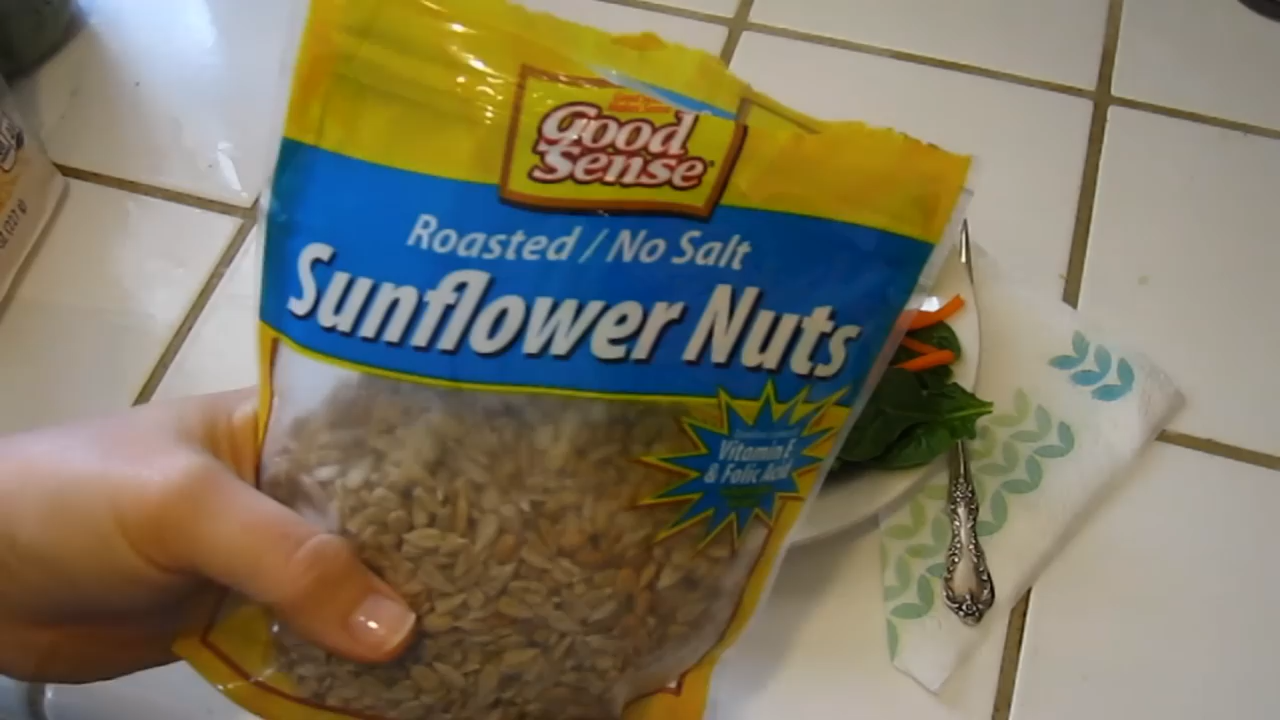 Good
Sense
Roasted / No Salt
Sunflower Nuts
Vitamin E
& Folic Acid